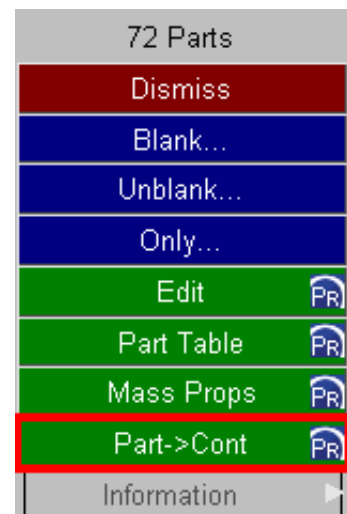 72 Parts
Dismiss
Blank...
Unblank...
Only...
Edit PR
Part Table PR
Mass Props PR
Part->Cont PR
Information